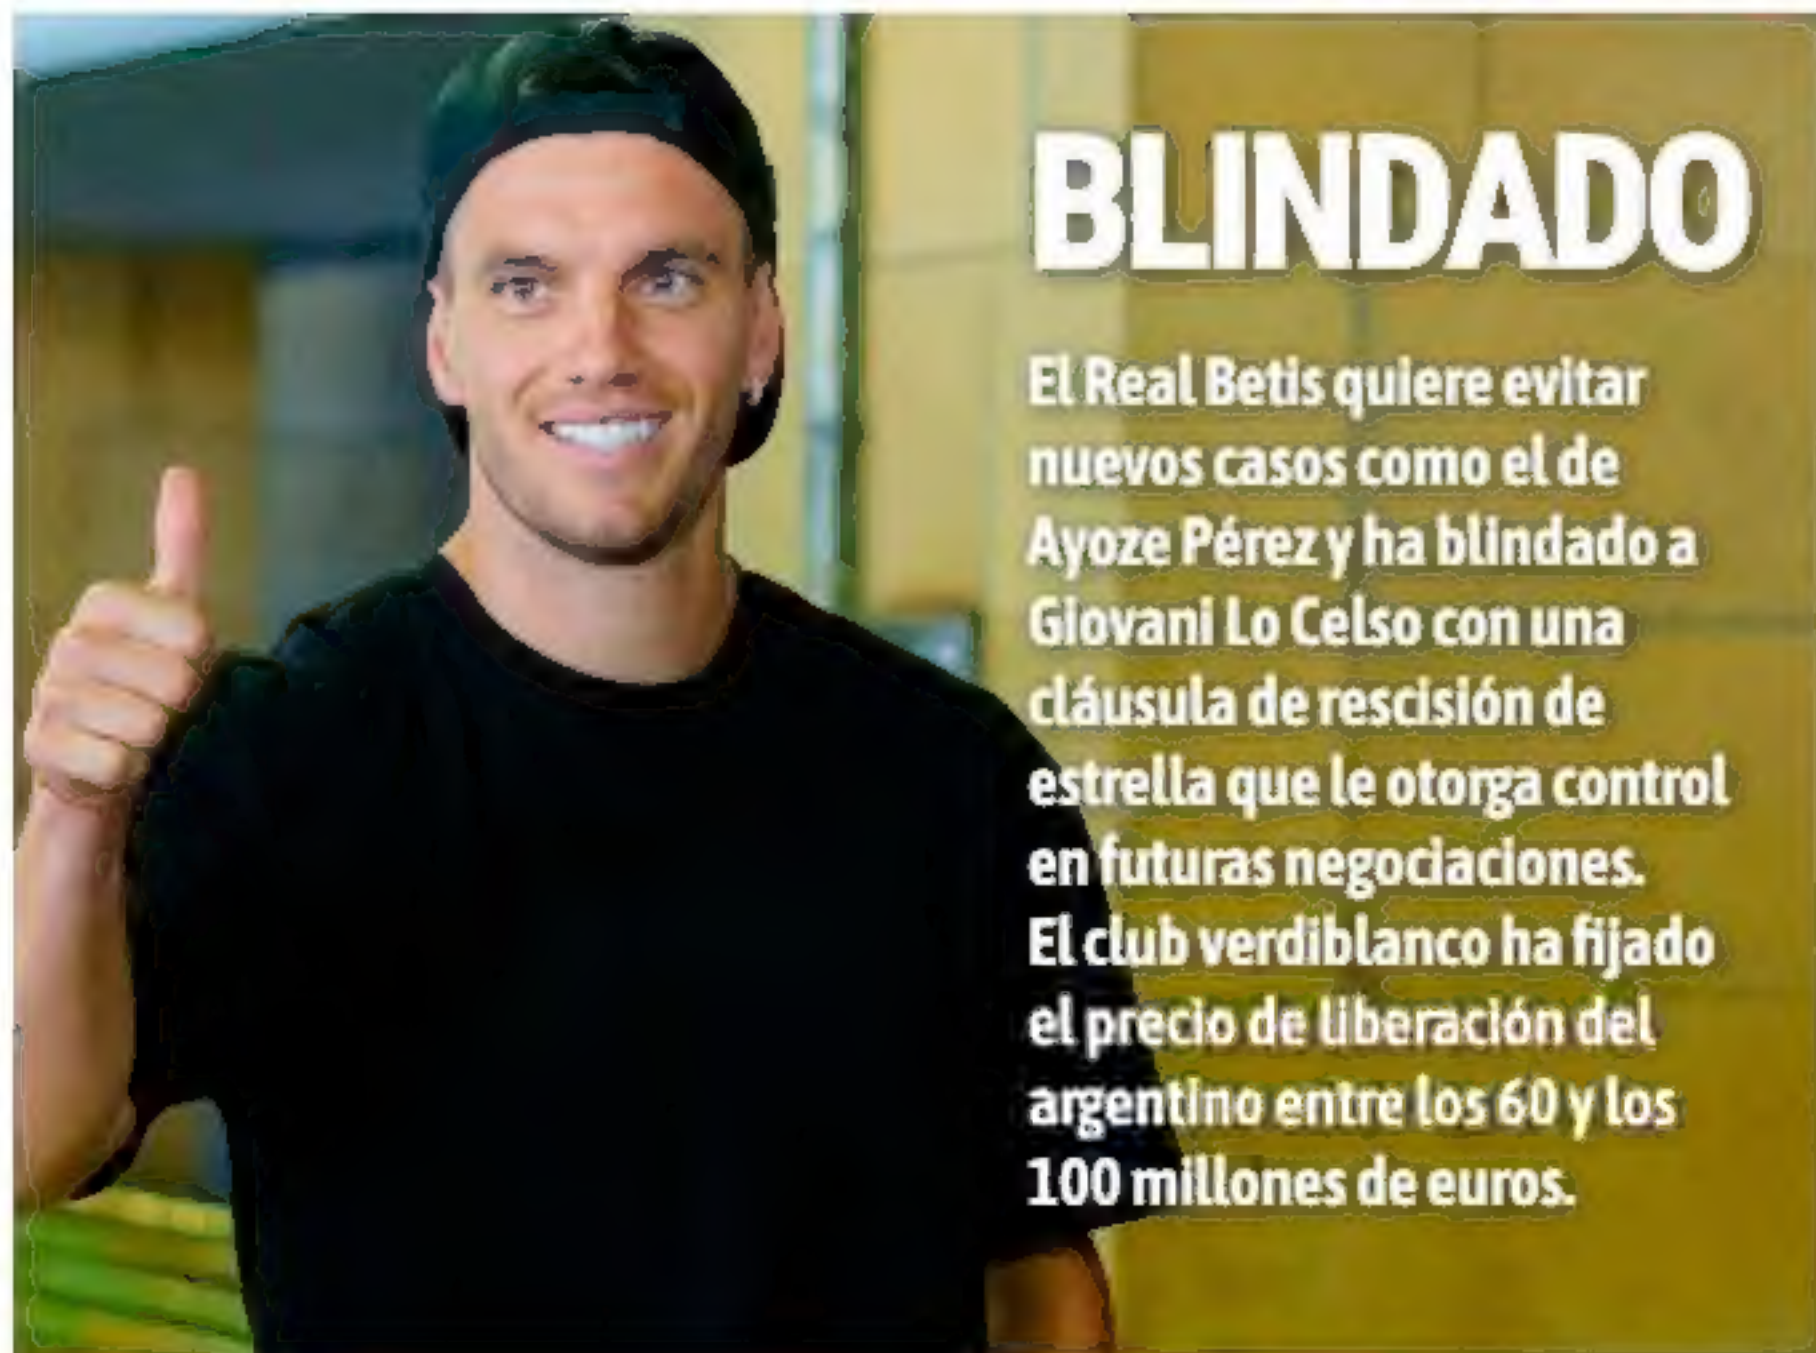 BLINDADO
El Real Betis quiere evitar
nuevos casos como el de
Ayoze Pérez y ha blindado a
Giovani Lo Celso con una
cláusula de rescisión de
estrella que le otorga control
en futuras negociaciones.
El club verdiblanco ha fijado
el precio de liberación del
argentino entre los 60 y los
100 millones de euros.